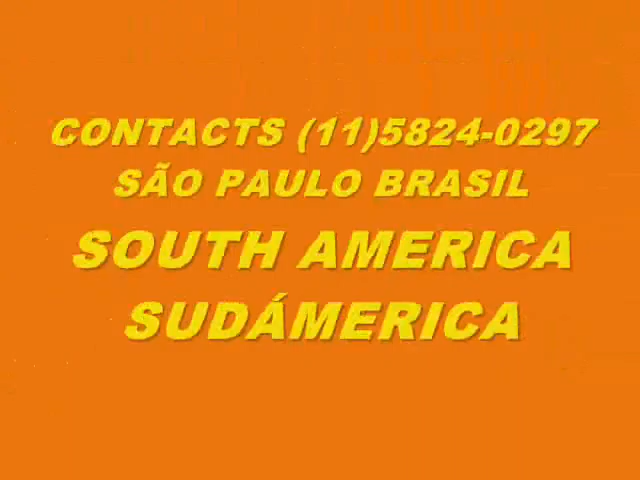 CONTACTS (11)5824-0297
SÃO PAULO BRASIL
SOUTH AMERICA
SUDÁMERICA